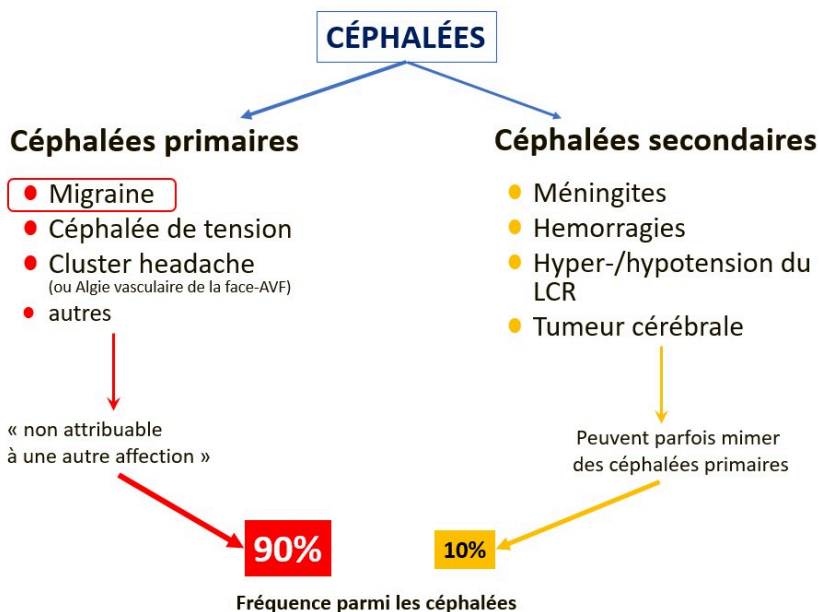 CÉPHALÉES
Céphalées primaires
Migraine
Céphalée de tension
Cluster headache
(ou Algie vasculaire de la face-AVF)
autres
« non attribuable
à une autre affection »
90%
Céphalées secondaires
Méningites
Hemorragies
Hyper-/hypotension du
LCR
Tumeur cérébrale
Peuvent parfois mimer
des céphalées primaires
10%
Fréquence parmi les céphalées